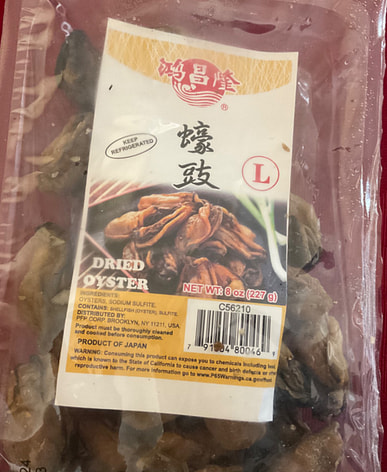 鸿昌隆
®
KEEP
REFRIGERATED
蠔豉
L
DRIED
OYSTER
NET WT: 8 oz (227 g)
INGREDIENTS:
OYSTERS, SODIUM SULFITE,
CONTAINS: SHELLFISH (OYSTER), SULFITE,
DISTRIBUTED BY:
PFP CORP. BROOKLYN, NY 11211, USA
Product must be thoroughly cleaned
and cooked before consumption.
PRODUCT OF JAPAN
C56210
WARNING: Consuming this product can expose you to chemicals including lead,
which is known to the State of California to cause cancer and birth defects or other
reproductive harm. For more information go to www.P65Warnings.ca.gov/food